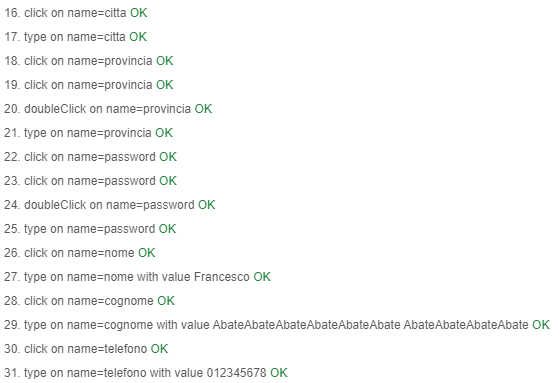 16. click on name=citta OK
17. type on name=citta OK
18. click on name=provincia OK
19. click on name=provincia OK
20. doubleClick on name=provincia OK
21. type on name=provincia OK
22. click on name=password OK
23. click on name=password OK
24. doubleClick on name=password OK
25. type on name=password OK
26. click on name=nome OK
27. type on name=nome with value Francesco OK
28. click on name=cognome OK
29. type on name=cognome with value AbateAbateAbateAbateAbateAbate AbateAbateAbateAbate OK
30. click on name=telefono OK
31. type on name=telefono with value 012345678 OK